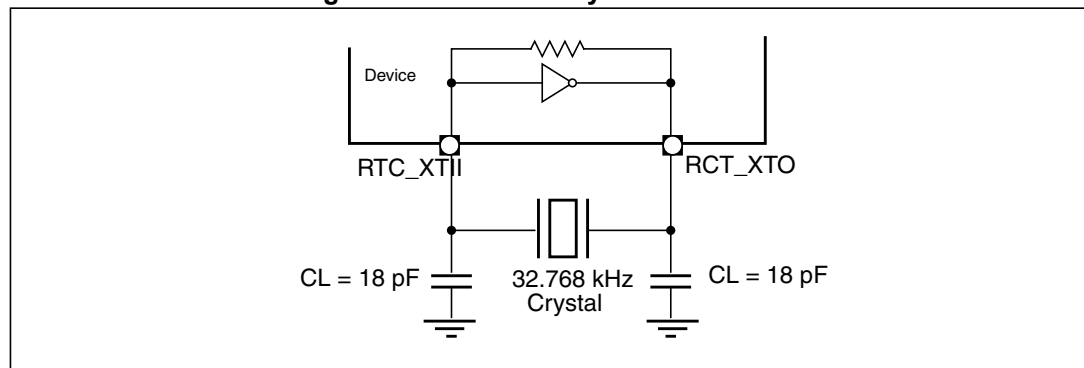 Device
RTC_XTII
RCT_XTO
CL = 18 pF
32.768 kHz
Crystal
CL = 18 pF